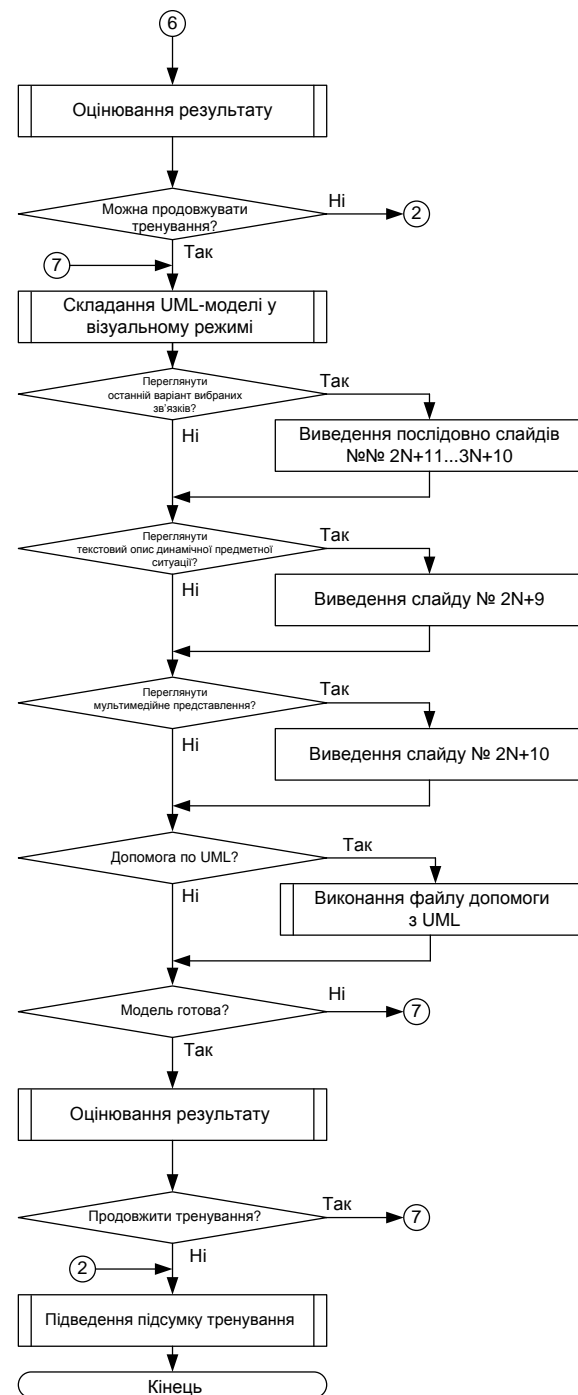 6
Оцінювання результату
Можна продовжувати
тренування?
Ні
2
Так
7
Складання UML-моделі у
візуальному режимі
Переглянути
останній варіант вибраних
зв'язків?
Так
Ні
Виведення послідовно слайдів
№№ 2N+11...3N+10
Переглянути
текстовий опис динамічної предметної
ситуації?
Так
Ні
Виведення слайду № 2N+9
Переглянути
мультимедійне представлення?
Так
Ні
Виведення слайду № 2N+10
Допомога по UML?
Так
Ні
Виконання файлу допомоги
з UML
Модель готова?
Ні
7
Так
Оцінювання результату
Продовжити тренування?
Так
7
Ні
2
Підведення підсумку тренування
Кінець